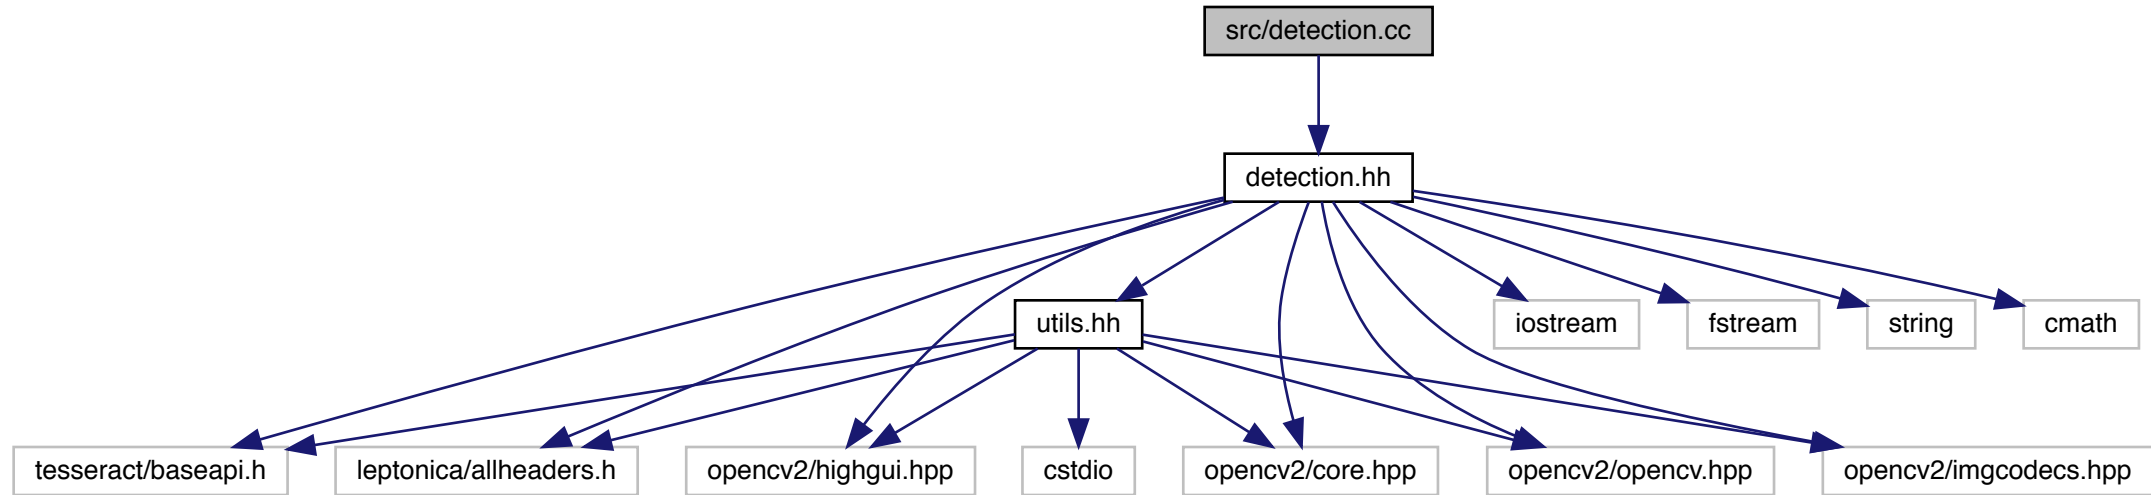 src/detection.cc
detection.hh
utils.hh
iostream
fstream
string
cmath
tesseract/baseapi.h
leptonica/allheaders.h
opencv2/highgui.hpp
cstdio
opencv2/core.hpp
opencv2/opencv.hpp
opencv2/imgcodecs.hpp